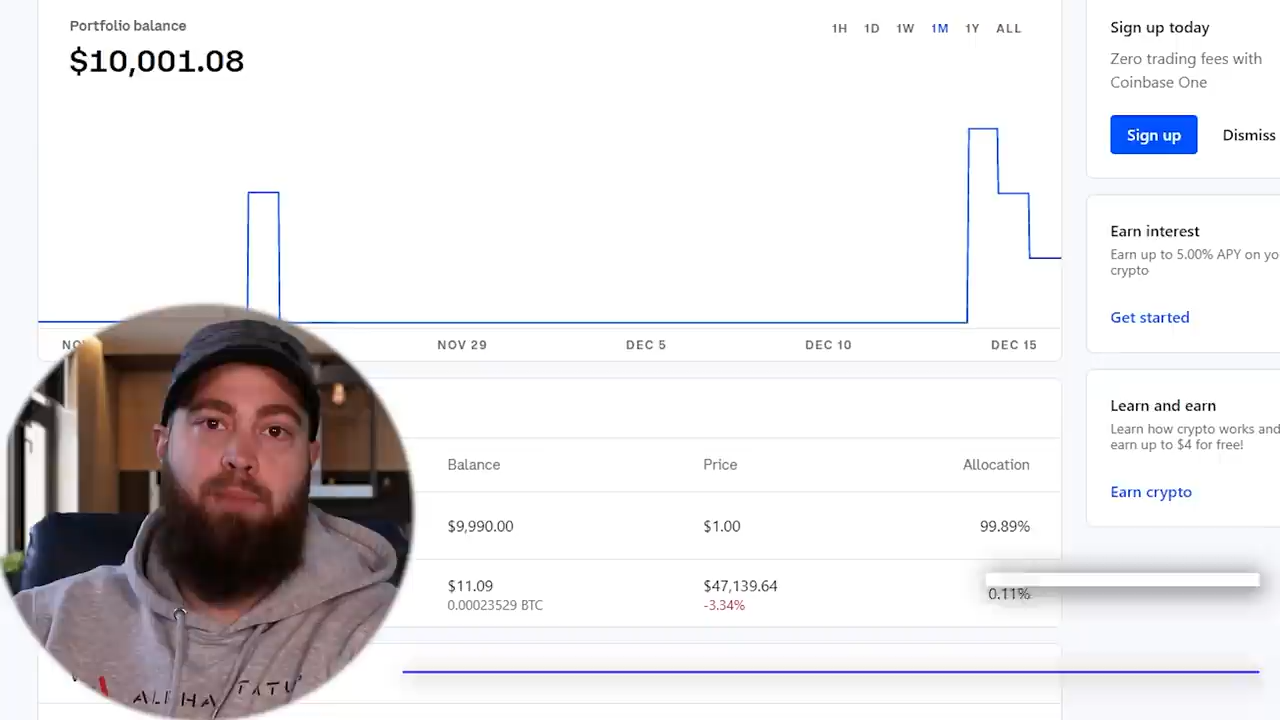 Portfolio balance
$10,001.08
1H 1D 1W 1M 1Y ALL
NOV 29 DEC 5 DEC 10 DEC 15
Balance Price Allocation
$9,990.00 $1.00 99.89%
$11.09 $47,139.64 0.11%
0.00023529 BTC -3.34%
Sign up today
Zero trading fees with
Coinbase One
Sign up Dismiss
Earn interest
Earn up to 5.00% APY on yo
crypto
Get started
Learn and earn
Learn how crypto works and
earn up to $4 for free!
Earn crypto